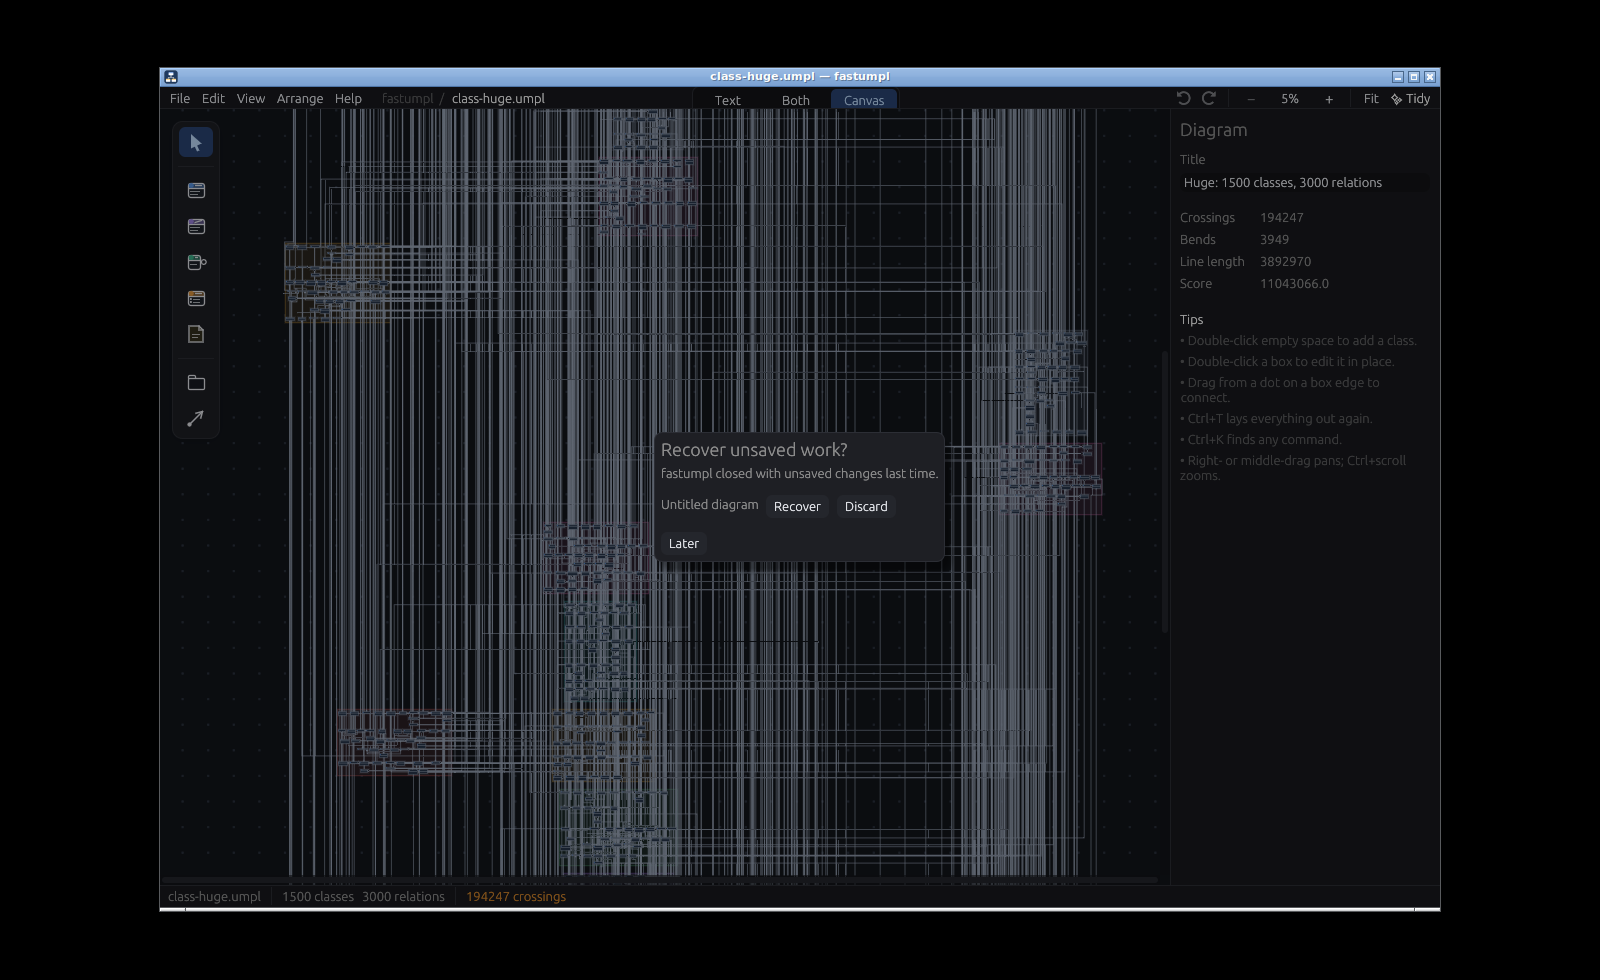 class-huge.umpl — fastumpl
File Edit View Arrange Help fastumpl / class-huge.umpl Text Both Canvas − 5% + Fit Tidy
Diagram
Title
Huge: 1500 classes, 3000 relations
Crossings 194247
Bends 3949
Line length 3892970
Score 11043066.0
Tips
• Double-click empty space to add a class.
• Double-click a box to edit it in place.
• Drag from a dot on a box edge to
connect.
• Ctrl+T lays everything out again.
• Ctrl+K finds any command.
• Right- or middle-drag pans; Ctrl+scroll
zooms.
Recover unsaved work?
fastumpl closed with unsaved changes last time.
Untitled diagram Recover Discard
Later
class-huge.umpl 1500 classes 3000 relations 194247 crossings